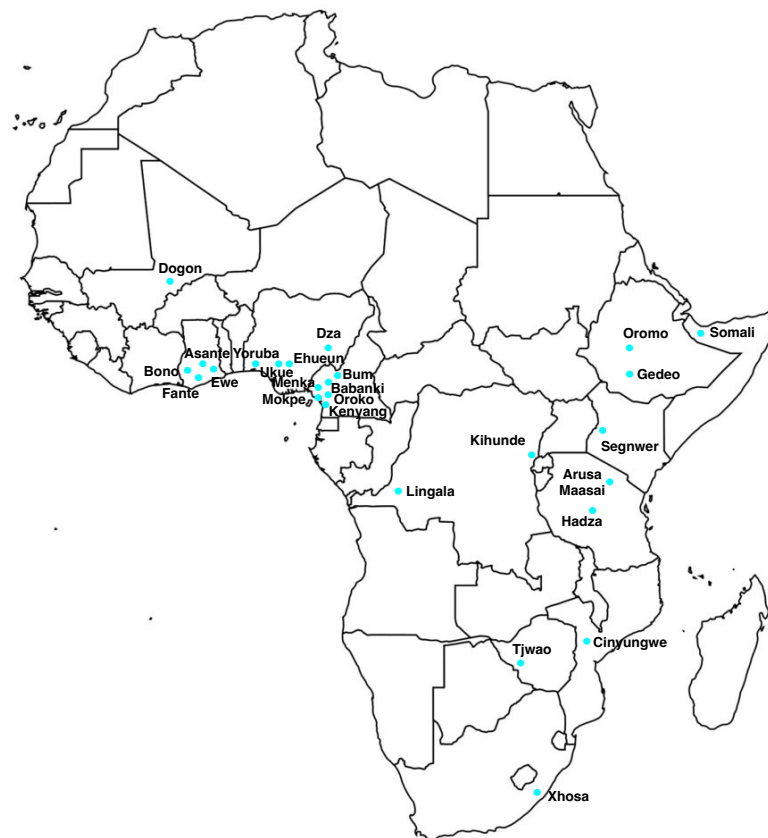 Dogon
Dza
Oromo
Somali
Asante
Yoruba
Ehueun
Bono
Ukue
Bum
Gedeo
Ewe
Menka
Babanki
Fante
Mokpe
Oroko
Kenyang
Kihunde
Segnwer
Arusa
Maasai
Lingala
Hadza
Cinyungwe
Tjwao
Xhosa